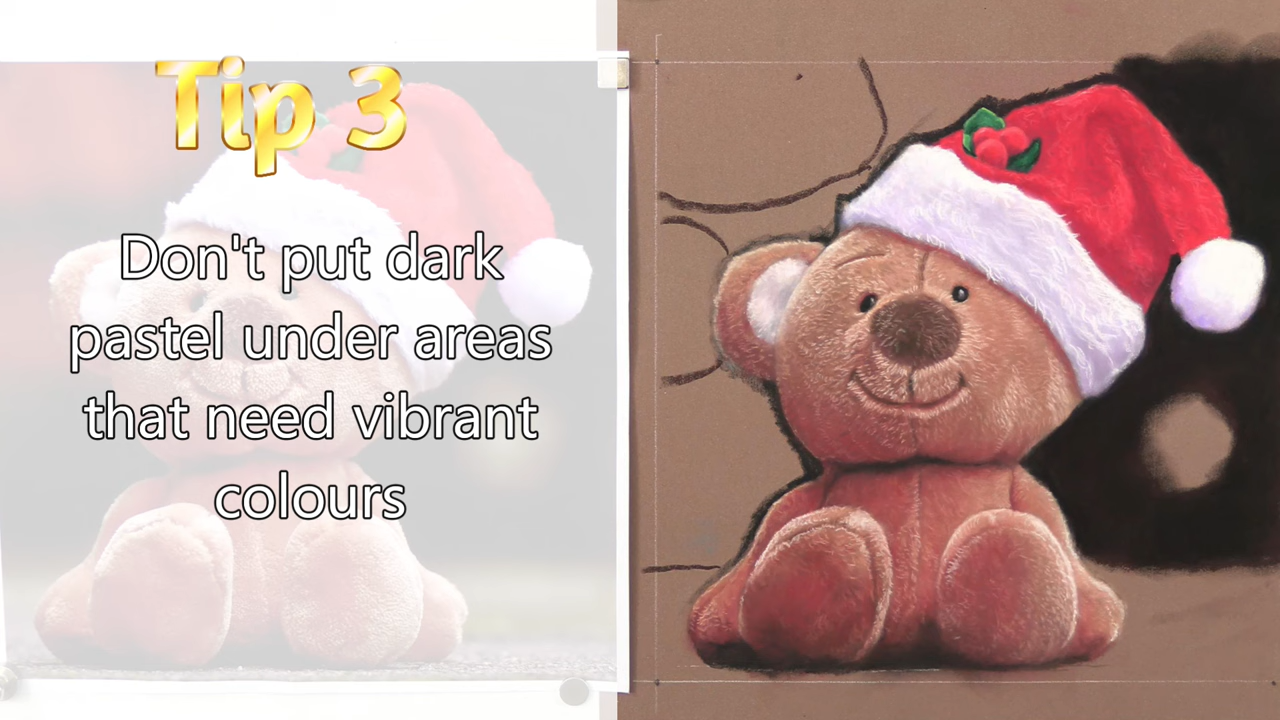 Tip 3
Don't put dark
pastel under areas
that need vibrant
colours